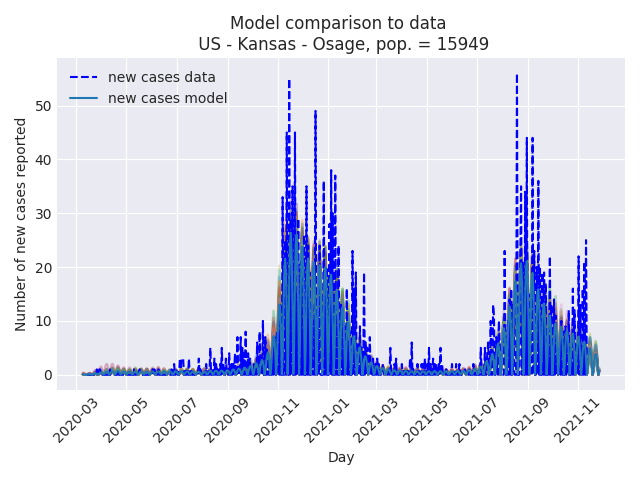 Model comparison to data
US - Kansas - Osage, pop. = 15949
new cases data
new cases model
Number of new cases reported
50
40
30
20
10
0
2020-03
2020-05
2020-07
2020-09
2020-11
2021-01
2021-03
2021-05
2021-07
2021-09
2021-11
Day